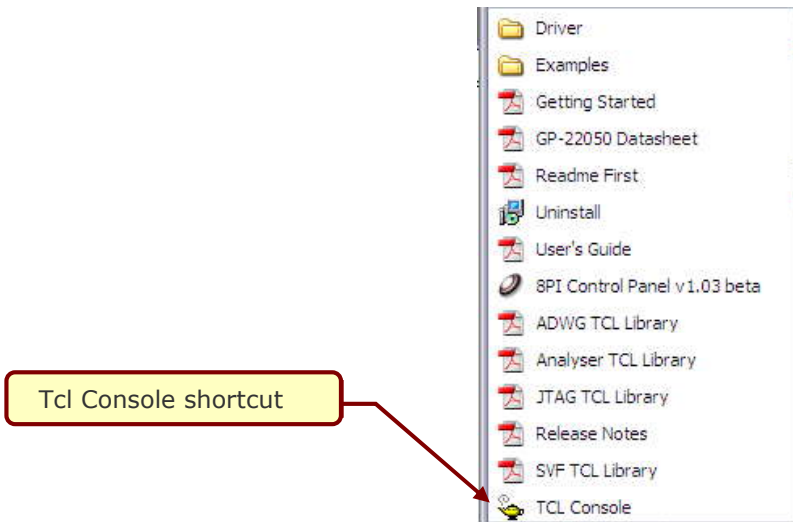 Driver
Examples
Getting Started
GP-22050 Datasheet
Readme First
Uninstall
User's Guide
8PI Control Panel v1.03 beta
ADWG TCL Library
Analyser TCL Library
Tcl Console shortcut
JTAG TCL Library
Release Notes
SVF TCL Library
TCL Console